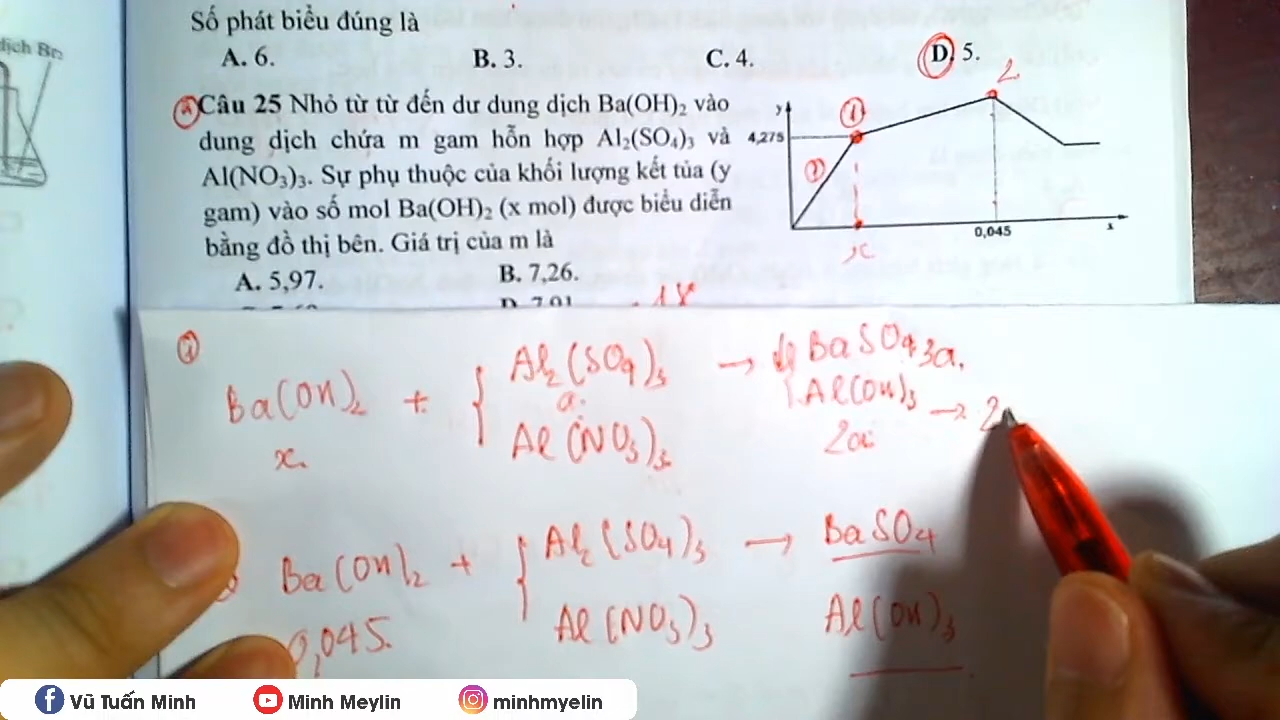 dịch Br₂
Số phát biểu đúng là
A. 6. B. 3. C. 4. D. 5.
Câu 25 Nhỏ từ từ đến dư dung dịch Ba(OH)₂ vào
dung dịch chứa m gam hỗn hợp Al₂(SO₄)₃ và
Al(NO₃)₃. Sự phụ thuộc của khối lượng kết tủa (y
gam) vào số mol Ba(OH)₂ (x mol) được biểu diễn
bằng đồ thị bên. Giá trị của m là
A. 5,97. B. 7,26.
y
4,275
1
2
0,045
x
x
1
Ba(OH)₂ + { Al₂(SO₄)₃ → BaSO₄ 3a.
x. a. Al(NO₃)₃ Al(OH)₃ → 2
2a
Ba(OH)₂ + { Al₂(SO₄)₃ → BaSO₄
0,045. Al(NO₃)₃ Al(OH)₃
Vũ Tuấn Minh Minh Meylin minhmyelin